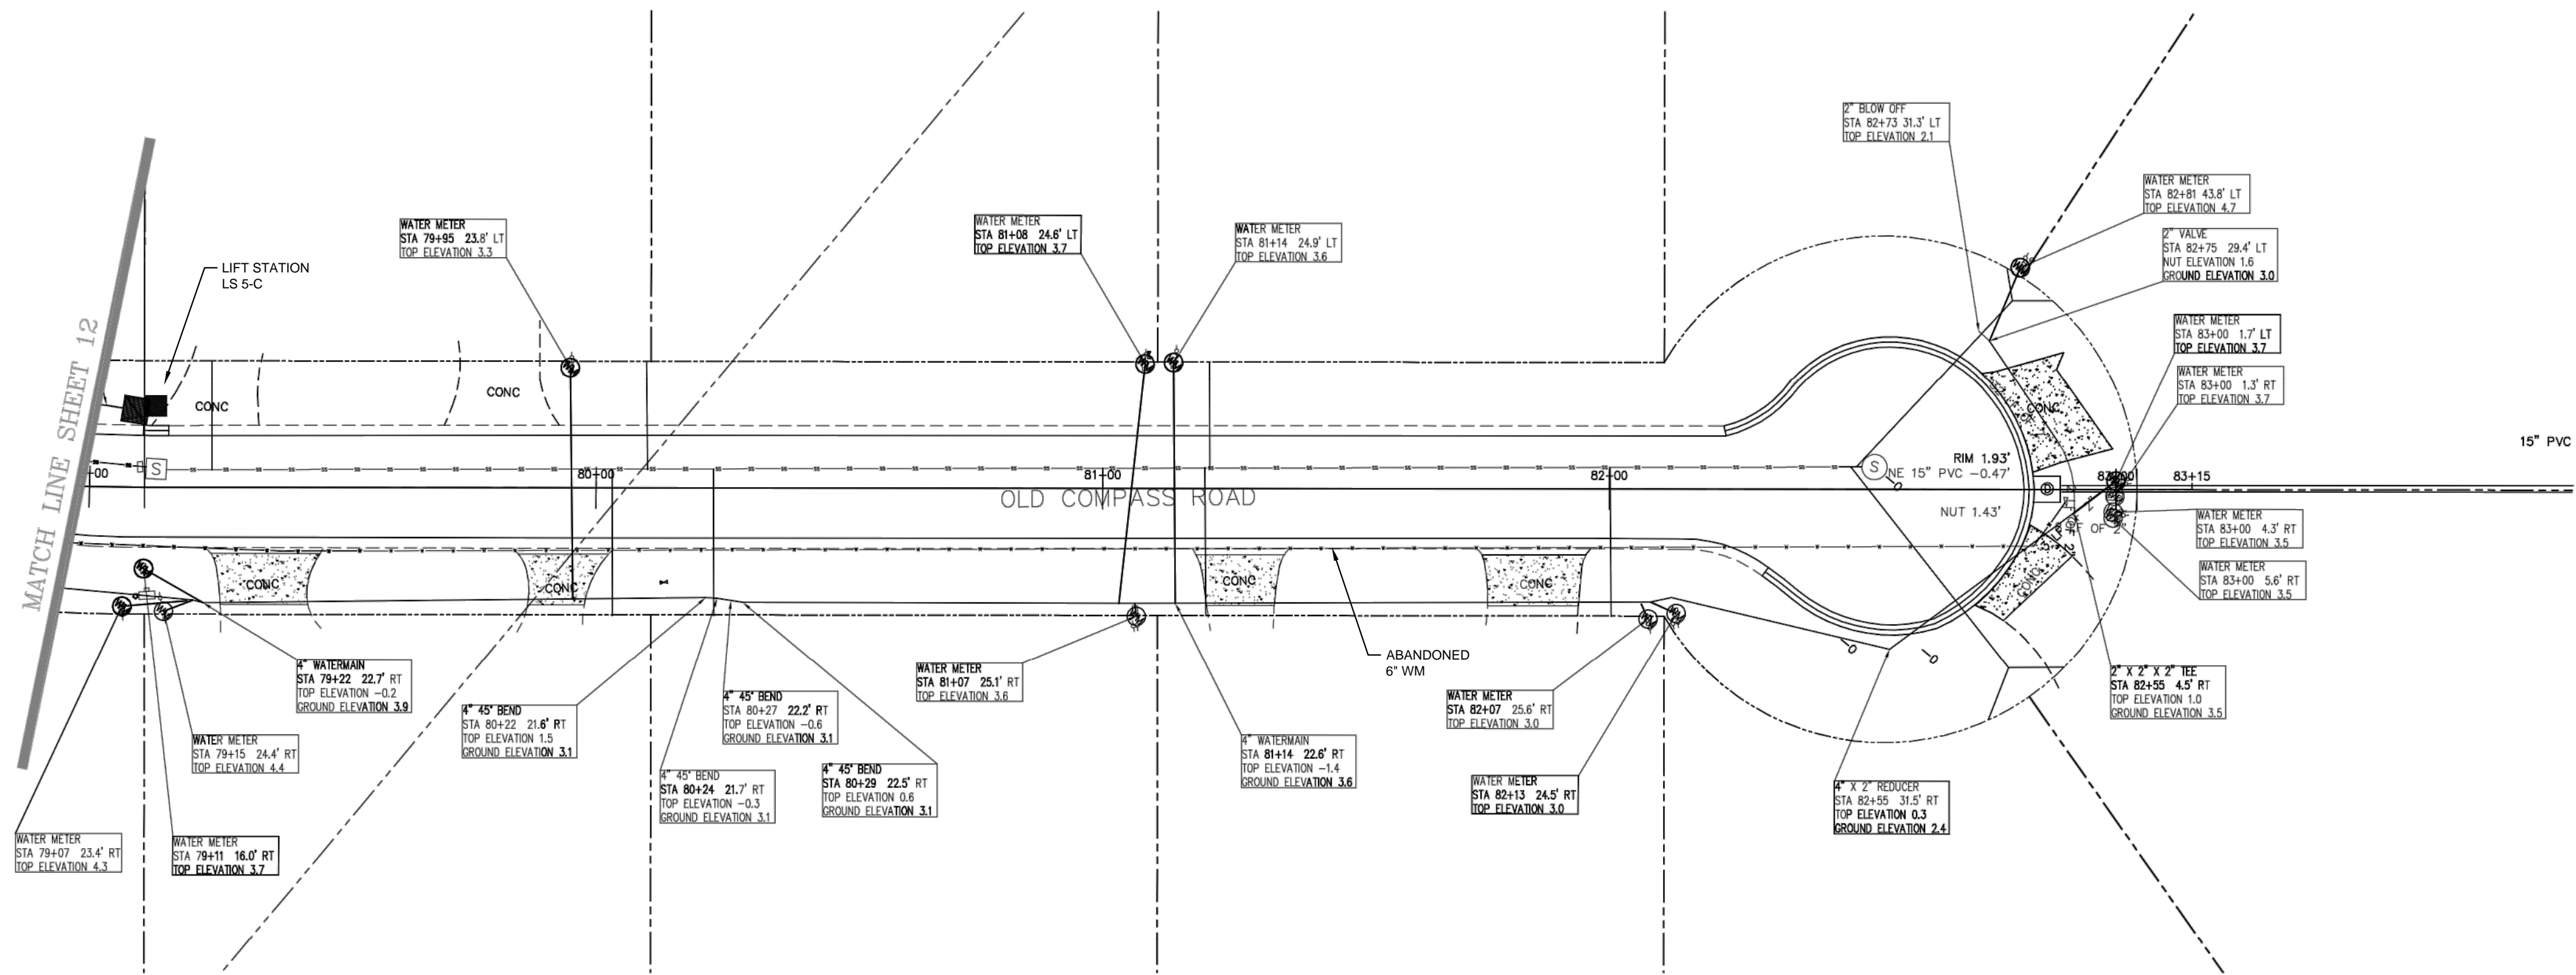 2" BLOW OFF
STA 82+73 31.3' LT
TOP ELEVATION 2.1
WATER METER
STA 82+81 43.8' LT
TOP ELEVATION 4.7
WATER METER
STA 79+95 23.8' LT
TOP ELEVATION 3.3
WATER METER
STA 81+08 24.6' LT
TOP ELEVATION 3.7
WATER METER
STA 81+14 24.9' LT
TOP ELEVATION 3.6
2" VALVE
STA 82+75 29.4' LT
NUT ELEVATION 1.6
GROUND ELEVATION 3.0
LIFT STATION
LS 5-C
WATER METER
STA 83+00 1.7' LT
TOP ELEVATION 3.7
WATER METER
STA 83+00 1.3' RT
TOP ELEVATION 3.7
MATCH LINE SHEET 12
CONC
CONC
CONC
15" PVC
S
+00
80+00
81+00
82+00
S
RIM 1.93'
NE 15" PVC -0.47'
83+00
83+15
D
OLD COMPASS ROAD
NUT 1.43'
WATER METER
STA 83+00 4.3' RT
TOP ELEVATION 3.5
WATER METER
STA 83+00 5.6' RT
TOP ELEVATION 3.5
CONC
CONC
CONC
CONC
CONC
ABANDONED
6" WM
4" WATERMAIN
STA 79+22 22.7' RT
TOP ELEVATION -0.2
GROUND ELEVATION 3.9
WATER METER
STA 79+15 24.4' RT
TOP ELEVATION 4.4
4" 45° BEND
STA 80+22 21.6' RT
TOP ELEVATION 1.5
GROUND ELEVATION 3.1
4" 45° BEND
STA 80+27 22.2' RT
TOP ELEVATION -0.6
GROUND ELEVATION 3.1
WATER METER
STA 81+07 25.1' RT
TOP ELEVATION 3.6
4" WATERMAIN
STA 81+14 22.6' RT
TOP ELEVATION -1.4
GROUND ELEVATION 3.6
WATER METER
STA 82+07 25.6' RT
TOP ELEVATION 3.0
2" X 2" X 2" TEE
STA 82+55 4.5' RT
TOP ELEVATION 1.0
GROUND ELEVATION 3.5
4" 45° BEND
STA 80+24 21.7' RT
TOP ELEVATION -0.3
GROUND ELEVATION 3.1
4" 45° BEND
STA 80+29 22.5' RT
TOP ELEVATION 0.6
GROUND ELEVATION 3.1
WATER METER
STA 82+13 24.5' RT
TOP ELEVATION 3.0
4" X 2" REDUCER
STA 82+55 31.5' RT
TOP ELEVATION 0.3
GROUND ELEVATION 2.4
WATER METER
STA 79+07 23.4' RT
TOP ELEVATION 4.3
WATER METER
STA 79+11 16.0' RT
TOP ELEVATION 3.7